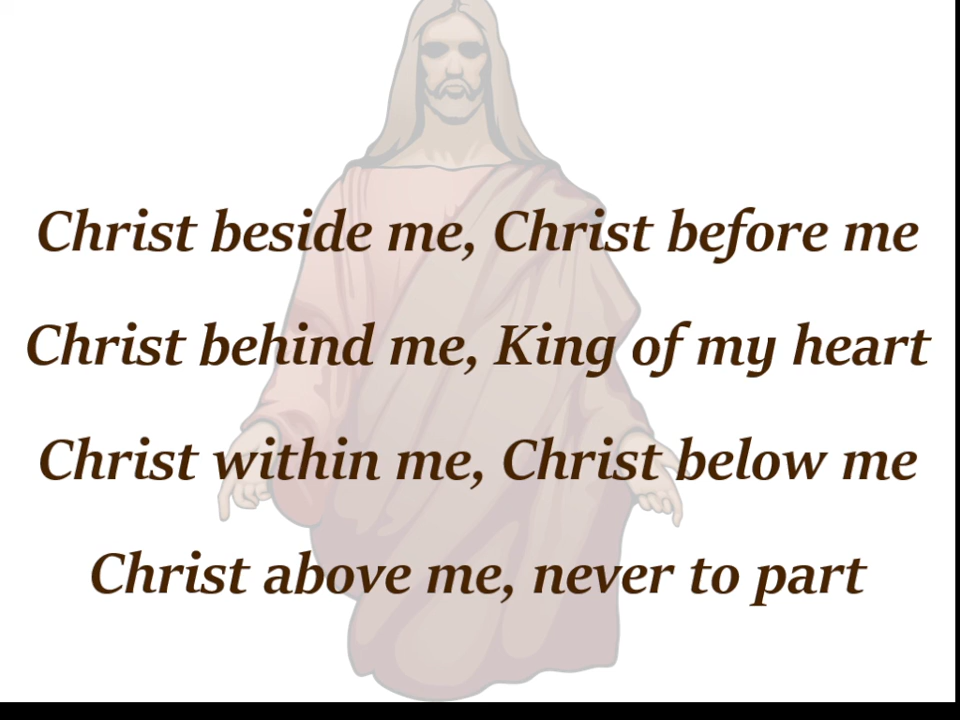 Christ beside me, Christ before me
Christ behind me, King of my heart
Christ within me, Christ below me
Christ above me, never to part